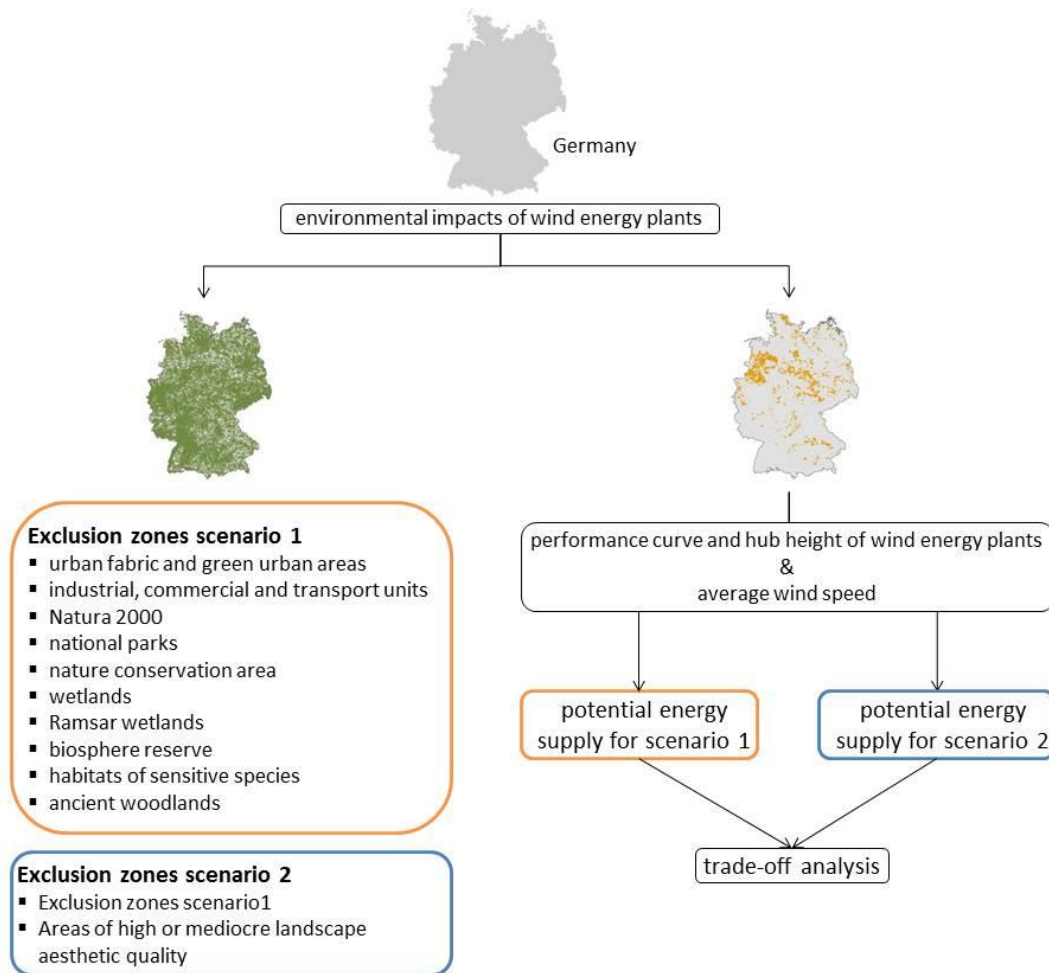 Germany
environmental impacts of wind energy plants
Exclusion zones scenario 1
▪ urban fabric and green urban areas
▪ industrial, commercial and transport units
▪ Natura 2000
▪ national parks
▪ nature conservation area
▪ wetlands
▪ Ramsar wetlands
▪ biosphere reserve
▪ habitats of sensitive species
▪ ancient woodlands
Exclusion zones scenario 2
▪ Exclusion zones scenario1
▪ Areas of high or mediocre landscape
aesthetic quality
performance curve and hub height of wind energy plants
&
average wind speed
potential energy
supply for scenario 1
potential energy
supply for scenario 2
trade-off analysis